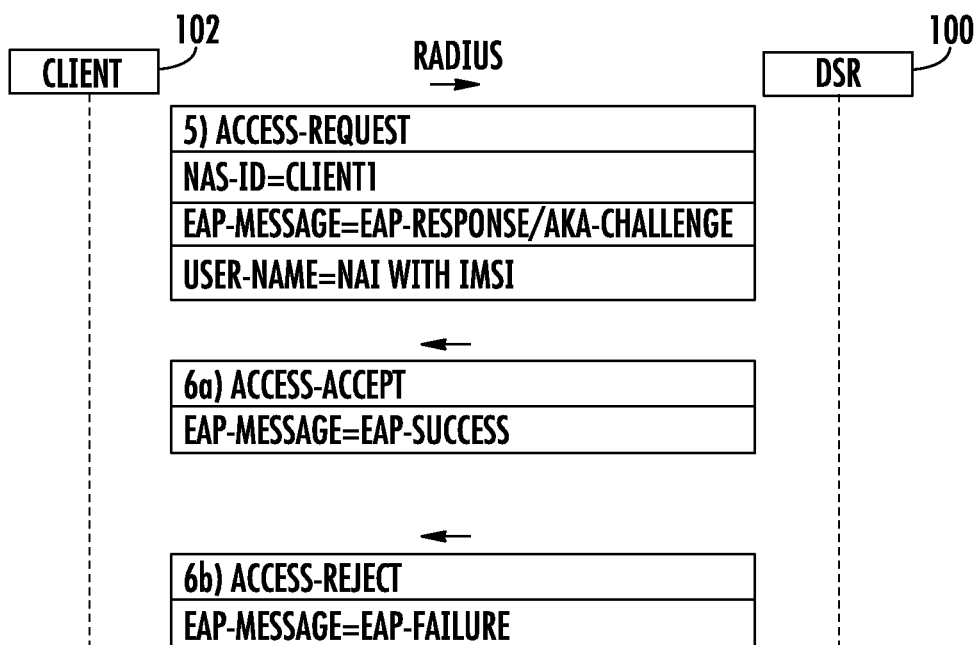 102
100
CLIENT
RADIUS
DSR
5) ACCESS-REQUEST
NAS-ID=CLIENT1
EAP-MESSAGE=EAP-RESPONSE/AKA-CHALLENGE
USER-NAME=NAI WITH IMSI
6a) ACCESS-ACCEPT
EAP-MESSAGE=EAP-SUCCESS
6b) ACCESS-REJECT
EAP-MESSAGE=EAP-FAILURE